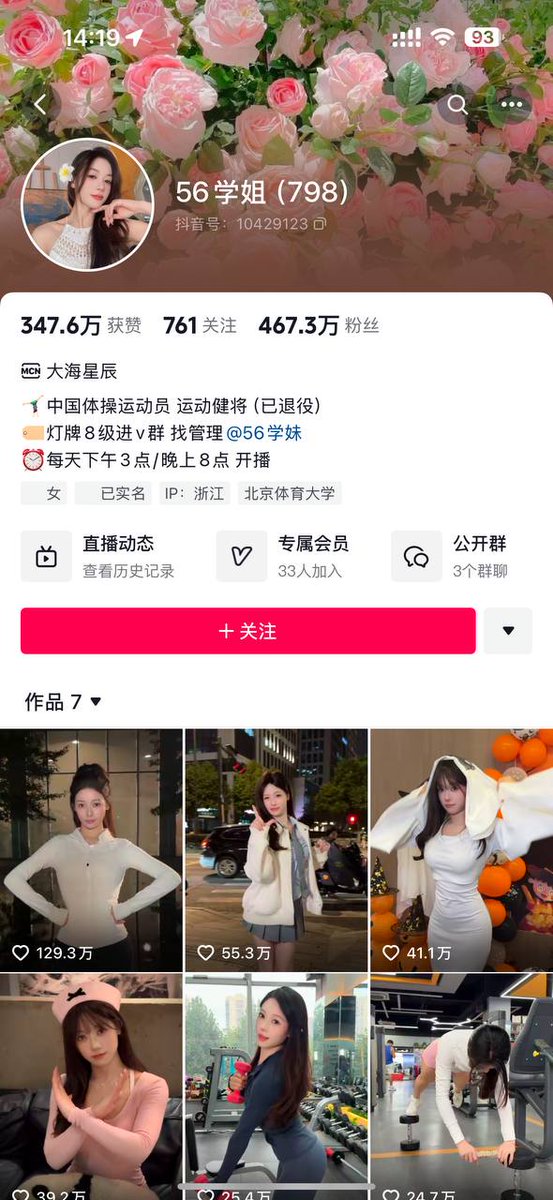 14:19
93
56学姐（798）
抖音号：10429123
347.6万 获赞 761 关注 467.3万 粉丝
MCN 大海星辰
中国体操运动员 运动健将（已退役）
灯牌8级进v群 找管理@56学妹
每天下午3点/晚上8点 开播
女 已实名 IP：浙江 北京体育大学
直播动态 专属会员 公开群
查看历史记录 33人加入 3个群聊
＋关注
作品 7
129.3万 55.3万 41.1万
39.2万 25.4万 24.7万